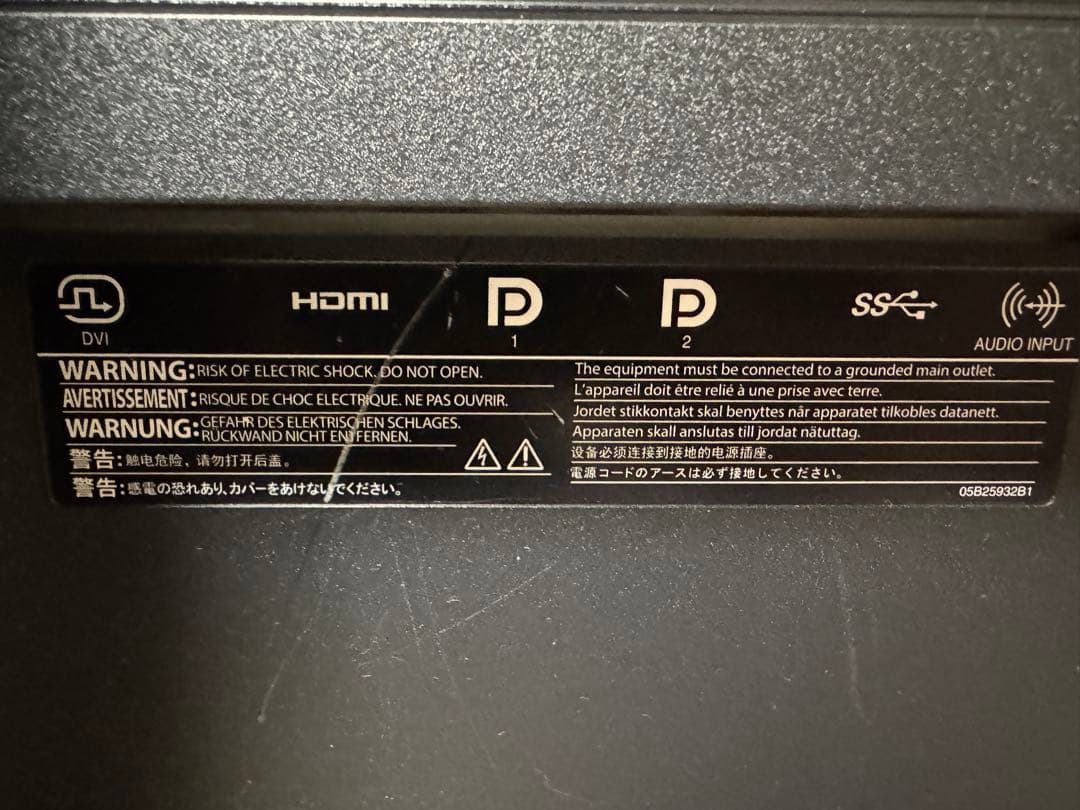 DVI
HDMI
D 1
D 2
SS
AUDIO INPUT
WARNING: RISK OF ELECTRIC SHOCK. DO NOT OPEN.
AVERTISSEMENT: RISQUE DE CHOC ELECTRIQUE. NE PAS OUVRIR.
WARNUNG: GEFAHR DES ELEKTRISCHEN SCHLAGES.
RÜCKWAND NICHT ENTFERNEN.
警告: 触电危险，请勿打开后盖。
警告: 感電の恐れあり、カバーをあけないでください。
The equipment must be connected to a grounded main outlet.
L'appareil doit être relié à une prise avec terre.
Jordet stikkontakt skal benyttes når apparatet tilkobles datanett.
Apparaten skall anslutas till jordat nätuttag.
设备必须连接到接地的电源插座。
電源コードのアースは必ず接地してください。
05B25932B1